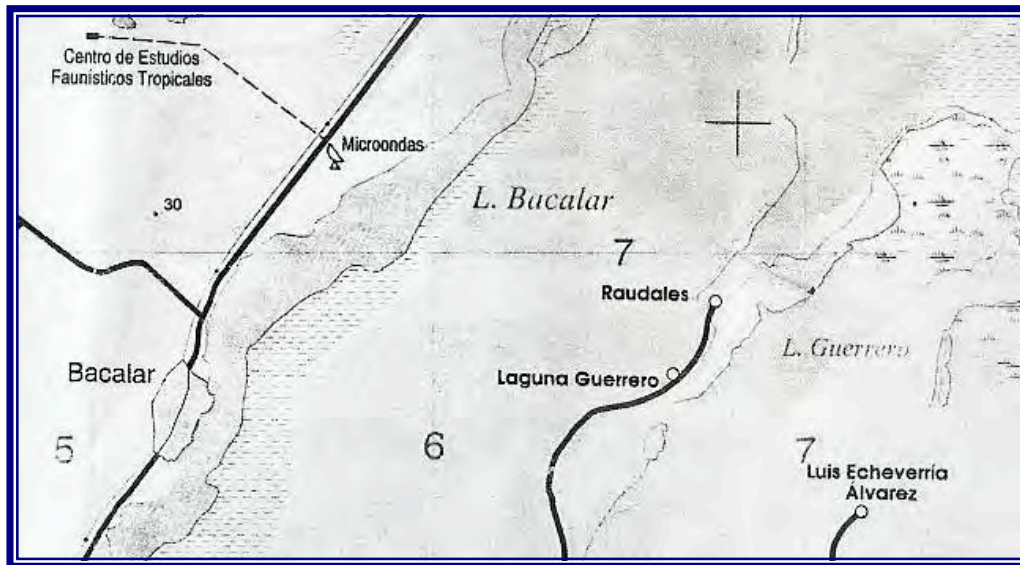 Centro de Estudios
Faunísticos Tropicales
Microondas
30
L. Bacalar
7
Raudales
L. Guerrero
Bacalar
Laguna Guerrero
5
6
7
Luis Echeverría
Álvarez